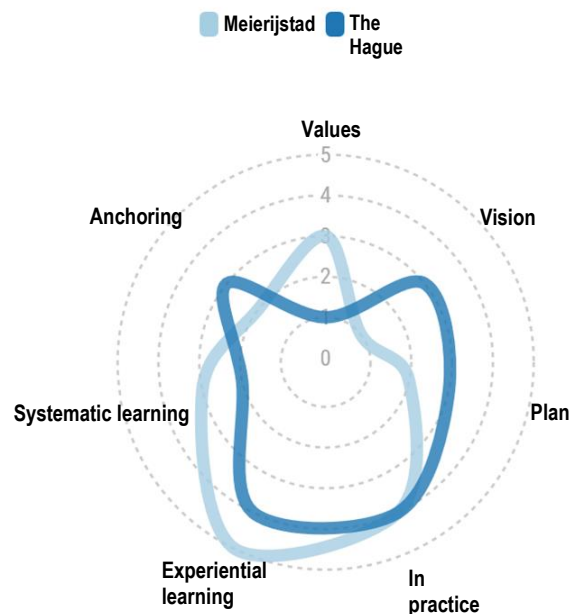 Meierijstad
The
Hague
Values
5
4
3
2
1
0
Anchoring
Vision
Systematic learning
Plan
Experiential
learning
In
practice